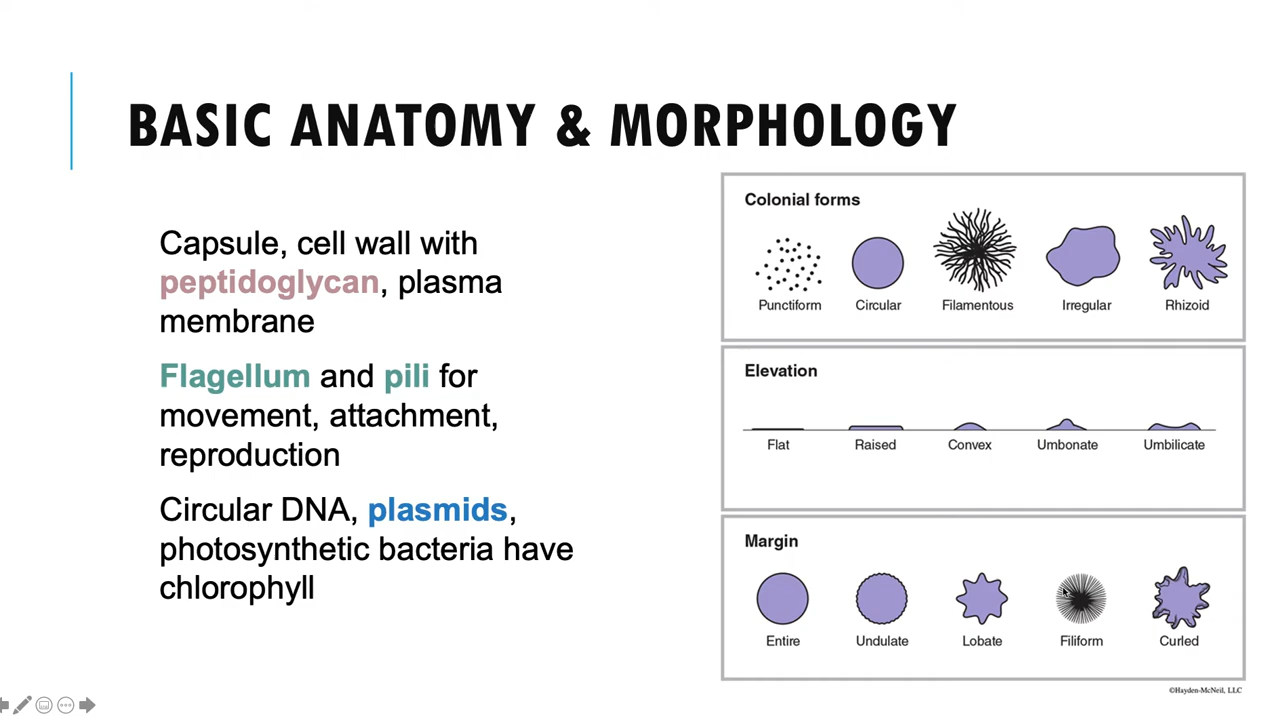 BASIC ANATOMY & MORPHOLOGY
Capsule, cell wall with
peptidoglycan, plasma
membrane
Flagellum and pili for
movement, attachment,
reproduction
Circular DNA, plasmids,
photosynthetic bacteria have
chlorophyll
Colonial forms
Punctiform Circular Filamentous Irregular Rhizoid
Elevation
Flat Raised Convex Umbonate Umbilicate
Margin
Entire Undulate Lobate Filiform Curled
©Hayden-McNeil, LLC